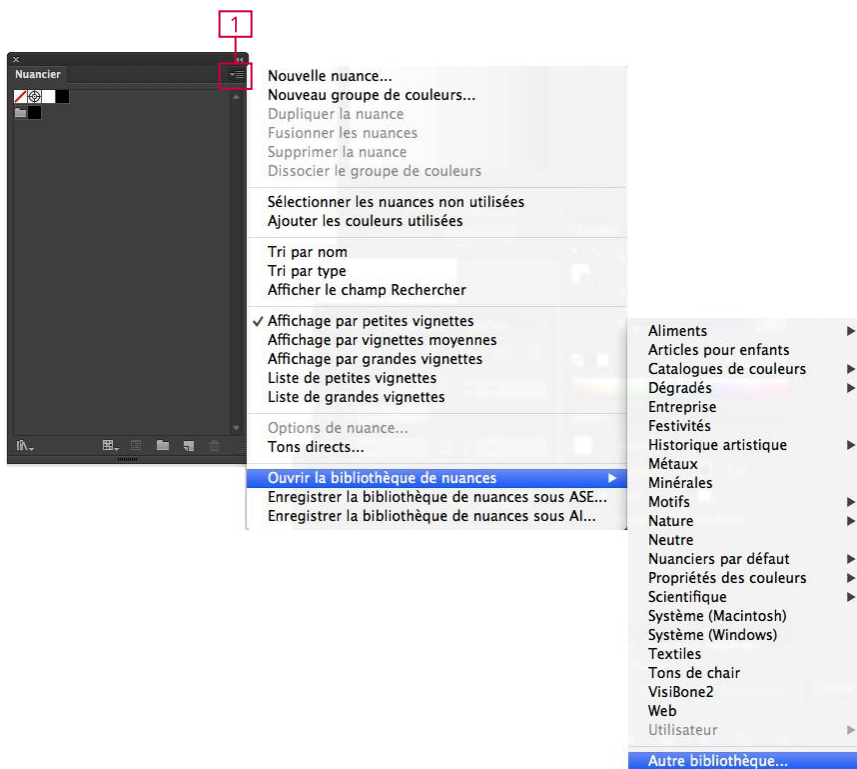 1
Nuancier
Nouvelle nuance...
Nouveau groupe de couleurs...
Dupliquer la nuance
Fusionner les nuances
Supprimer la nuance
Dissocier le groupe de couleurs
Sélectionner les nuances non utilisées
Ajouter les couleurs utilisées
Tri par nom
Tri par type
Afficher le champ Rechercher
Affichage par petites vignettes
Affichage par vignettes moyennes
Affichage par grandes vignettes
Liste de petites vignettes
Liste de grandes vignettes
Options de nuance...
Tons directs...
Ouvrir la bibliothèque de nuances
Enregistrer la bibliothèque de nuances sous ASE...
Enregistrer la bibliothèque de nuances sous AI...
Aliments
Articles pour enfants
Catalogues de couleurs
Dégradés
Entreprise
Festivités
Historique artistique
Métaux
Minérales
Motifs
Nature
Neutre
Nuanciers par défaut
Propriétés des couleurs
Scientifique
Système (Macintosh)
Système (Windows)
Textiles
Tons de chair
VisiBone2
Web
Utilisateur
Autre bibliothèque...